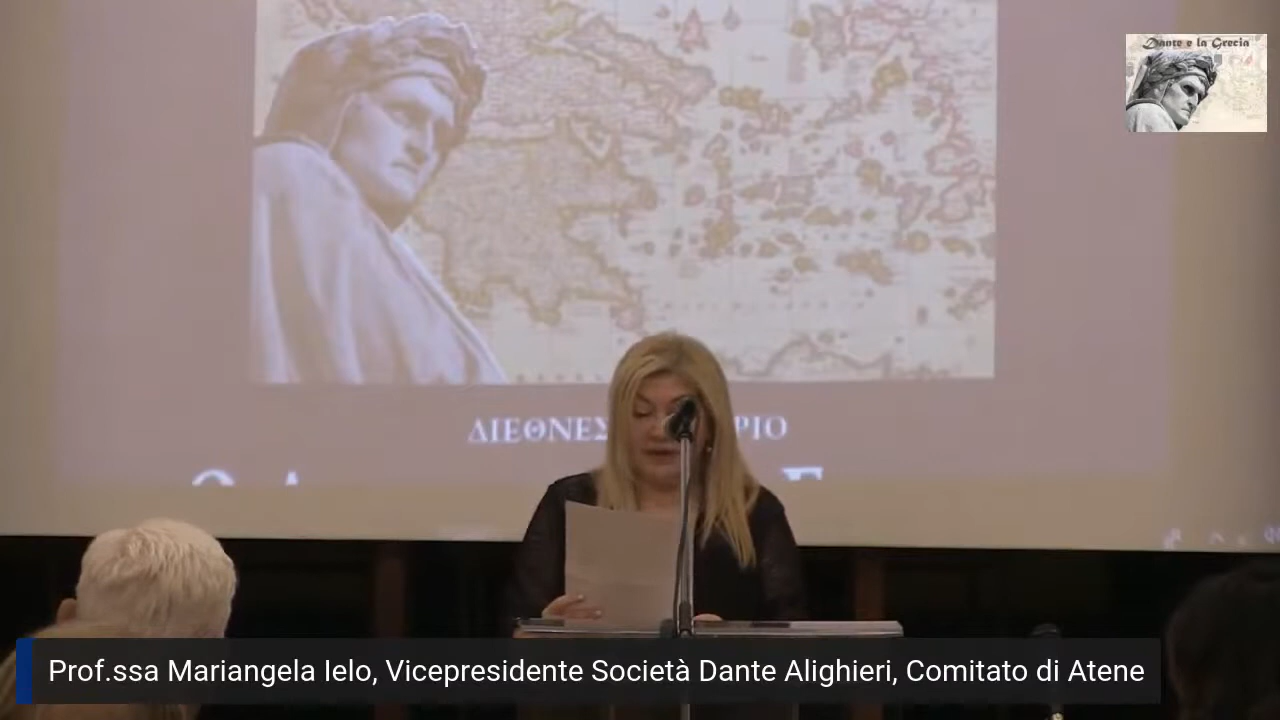 Dante e la Grecia
ΔΙΕΘΝΕΣ ΡΙΟ
Prof.ssa Mariangela Ielo, Vicepresidente Società Dante Alighieri, Comitato di Atene